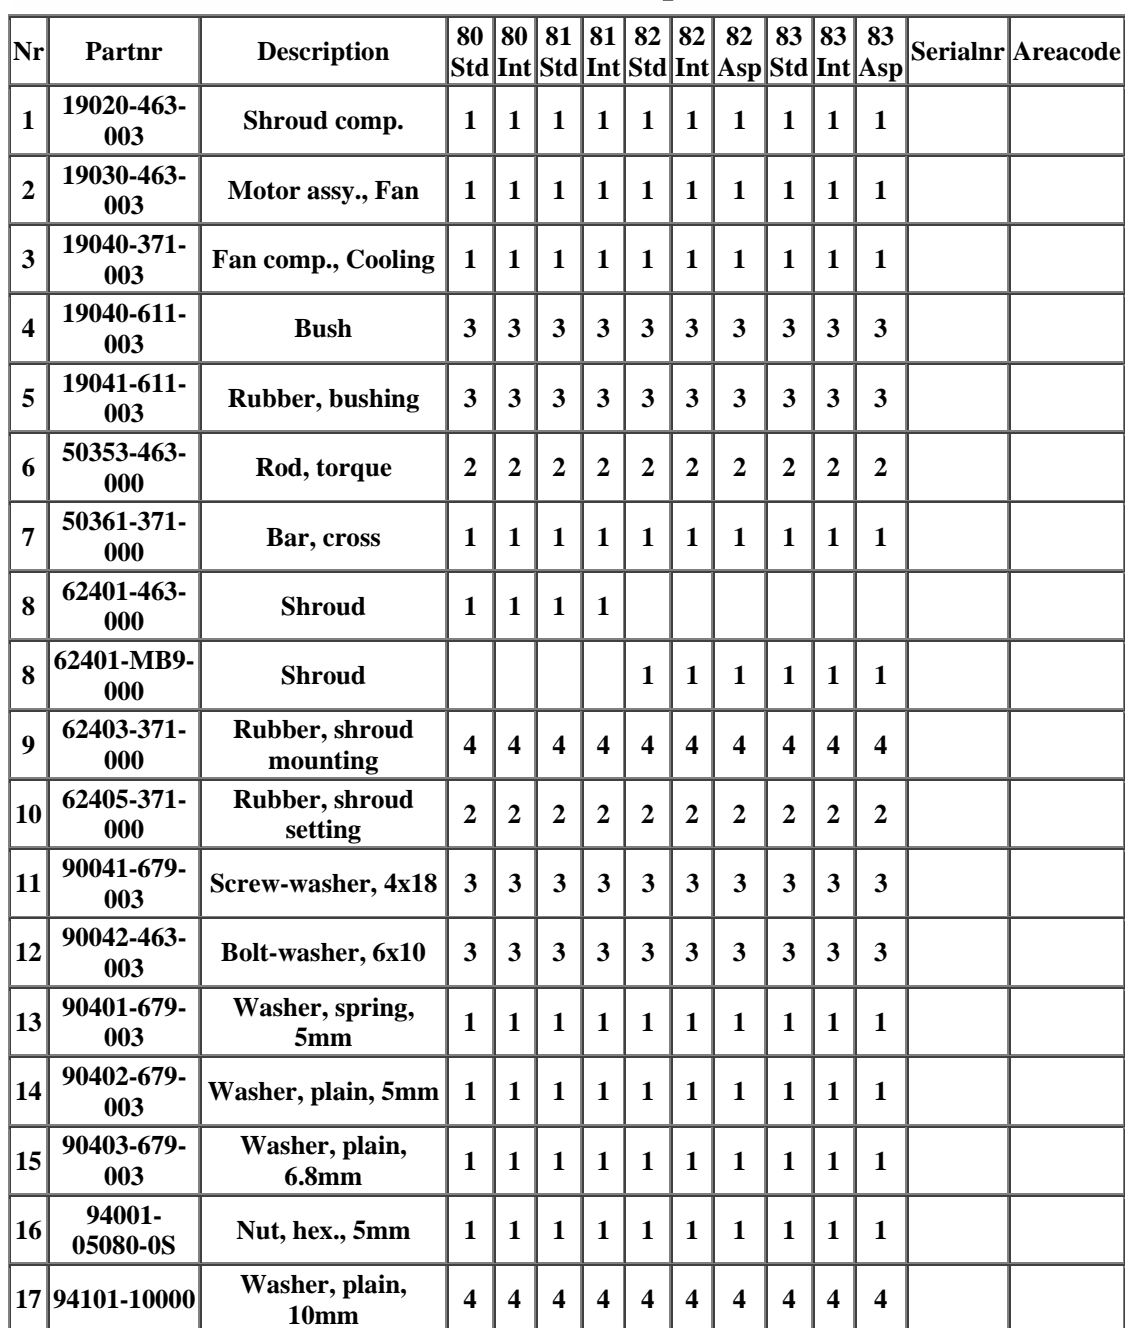 Nr Partnr Description 80 Std 80 Int 81 Std 81 Int 82 Std 82 Int 82 Asp 83 Std 83 Int 83 Asp Serialnr Areacode
1 19020-463-003 Shroud comp. 1 1 1 1 1 1 1 1 1 1
2 19030-463-003 Motor assy., Fan 1 1 1 1 1 1 1 1 1 1
3 19040-371-003 Fan comp., Cooling 1 1 1 1 1 1 1 1 1 1
4 19040-611-003 Bush 3 3 3 3 3 3 3 3 3 3
5 19041-611-003 Rubber, bushing 3 3 3 3 3 3 3 3 3 3
6 50353-463-000 Rod, torque 2 2 2 2 2 2 2 2 2 2
7 50361-371-000 Bar, cross 1 1 1 1 1 1 1 1 1 1
8 62401-463-000 Shroud 1 1 1 1
8 62401-MB9-000 Shroud 1 1 1 1 1 1
9 62403-371-000 Rubber, shroud mounting 4 4 4 4 4 4 4 4 4 4
10 62405-371-000 Rubber, shroud setting 2 2 2 2 2 2 2 2 2 2
11 90041-679-003 Screw-washer, 4x18 3 3 3 3 3 3 3 3 3 3
12 90042-463-003 Bolt-washer, 6x10 3 3 3 3 3 3 3 3 3 3
13 90401-679-003 Washer, spring, 5mm 1 1 1 1 1 1 1 1 1 1
14 90402-679-003 Washer, plain, 5mm 1 1 1 1 1 1 1 1 1 1
15 90403-679-003 Washer, plain, 6.8mm 1 1 1 1 1 1 1 1 1 1
16 94001-05080-0S Nut, hex., 5mm 1 1 1 1 1 1 1 1 1 1
17 94101-10000 Washer, plain, 10mm 4 4 4 4 4 4 4 4 4 4